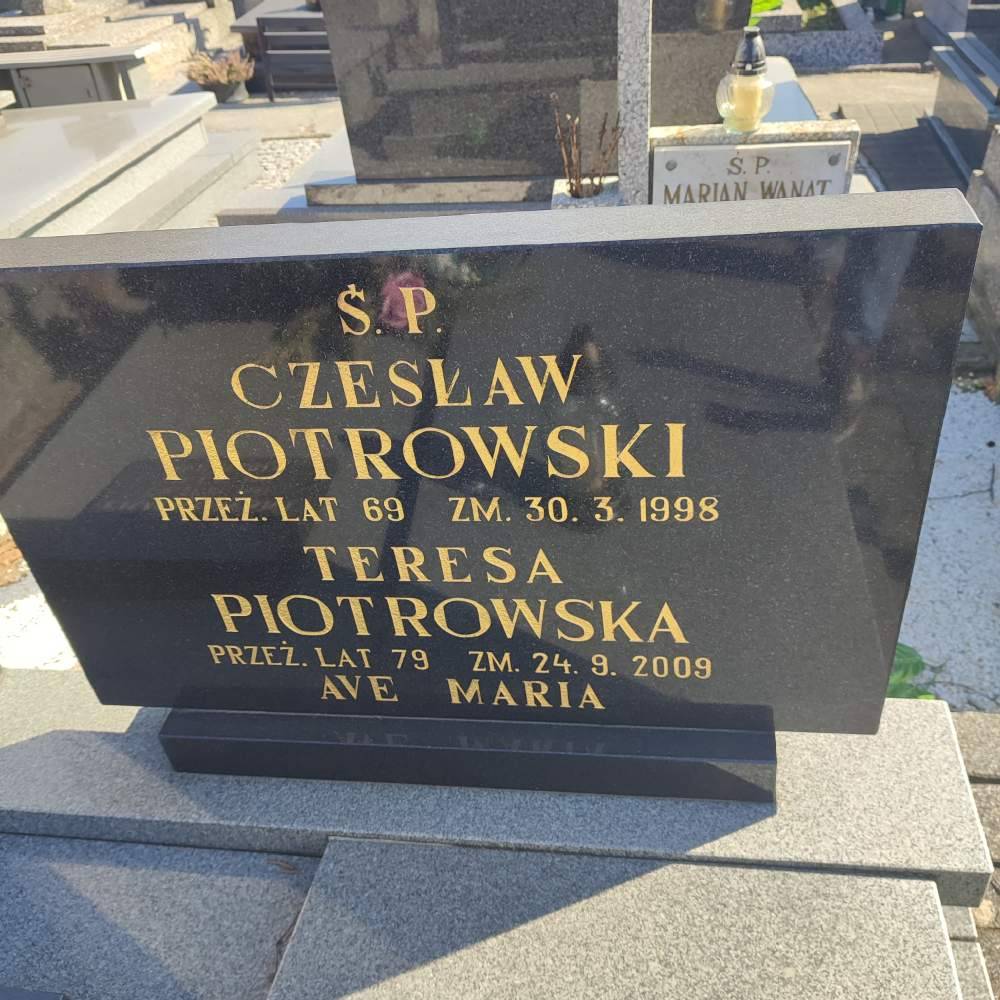 Ś. P.
MARIAN WANAT
Ś. P.
CZESŁAW
PIOTROWSKI
PRZEŻ. LAT 69 ZM. 30. 3. 1998
TERESA
PIOTROWSKA
PRZEŻ. LAT 79 ZM. 24. 9. 2009
AVE MARIA